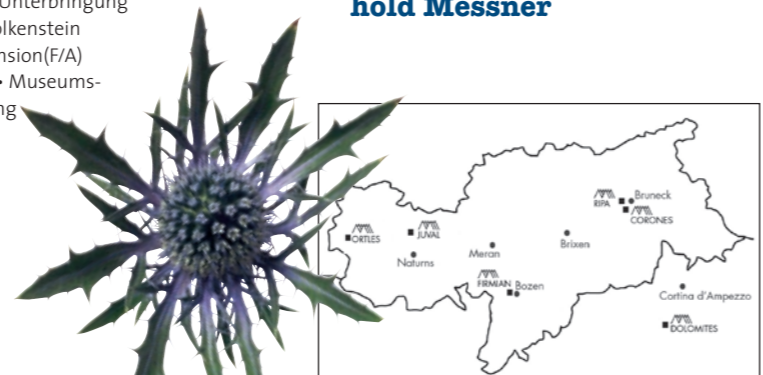 Unterbringung
olkenstein
nsion(F/A)
• Museums-
ng
hold Messner
RIPA
Bruneck
CORONES
ORTLES
JUVAL
Naturns
Meran
Brixen
FIRMIAN
Bozen
Cortina d'Ampezzo
DOLOMITES